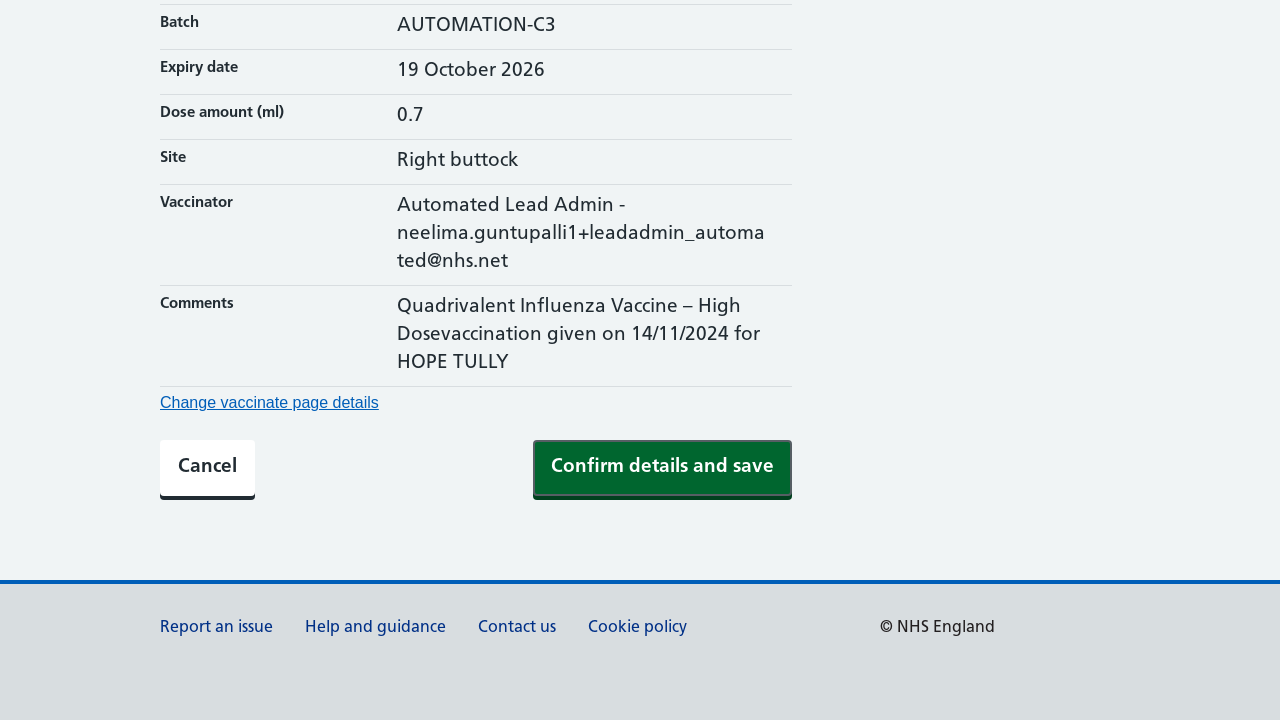 Batch AUTOMATION-C3
Expiry date 19 October 2026
Dose amount (ml) 0.7
Site Right buttock
Vaccinator Automated Lead Admin -
neelima.guntupalli1+leadadmin_automa
ted@nhs.net
Comments Quadrivalent Influenza Vaccine – High
Dosevaccination given on 14/11/2024 for
HOPE TULLY
Change vaccinate page details
Cancel Confirm details and save
Report an issue Help and guidance Contact us Cookie policy © NHS England